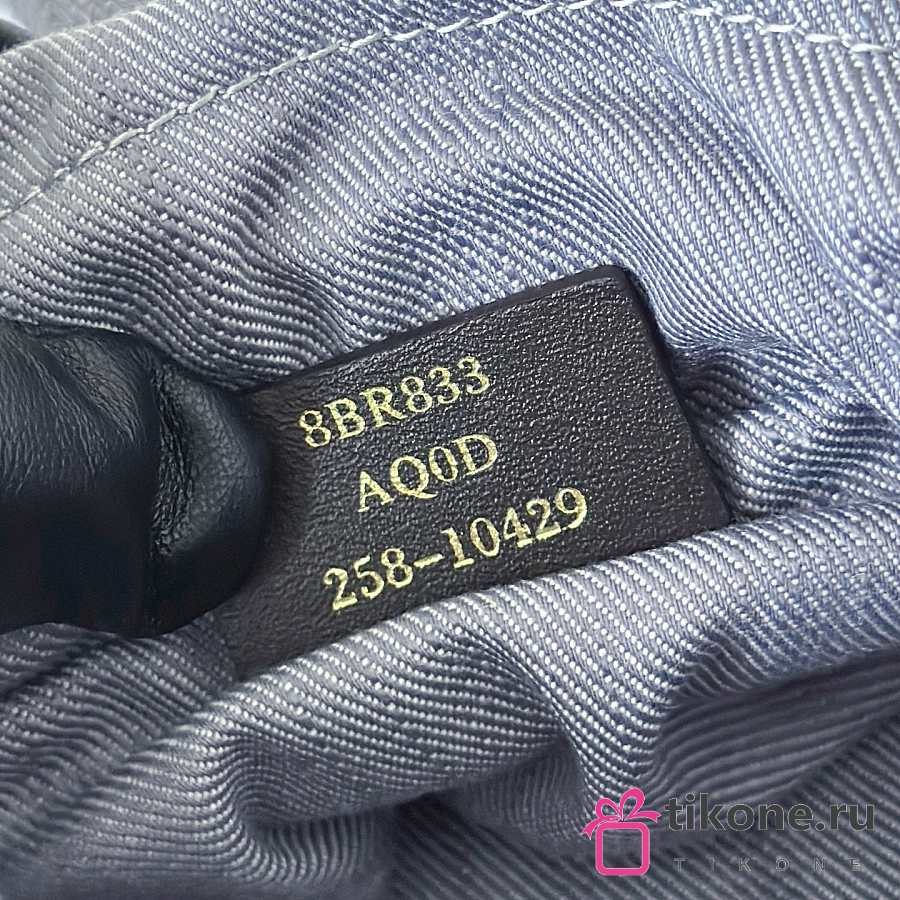 8BR833
AQ0D
258-10429
tikone.ru
TIKONE